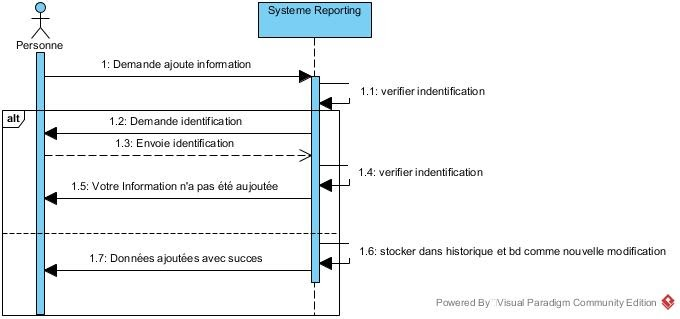 Systeme Reporting
Personne
1: Demande ajoute information
1.1: verifier indentification
alt
1.2: Demande identification
1.3: Envoie identification
1.4: verifier indentification
1.5: Votre Information n'a pas été aujoutée
1.6: stocker dans historique et bd comme nouvelle modification
1.7: Données ajoutées avec succes
Powered By Visual Paradigm Community Edition